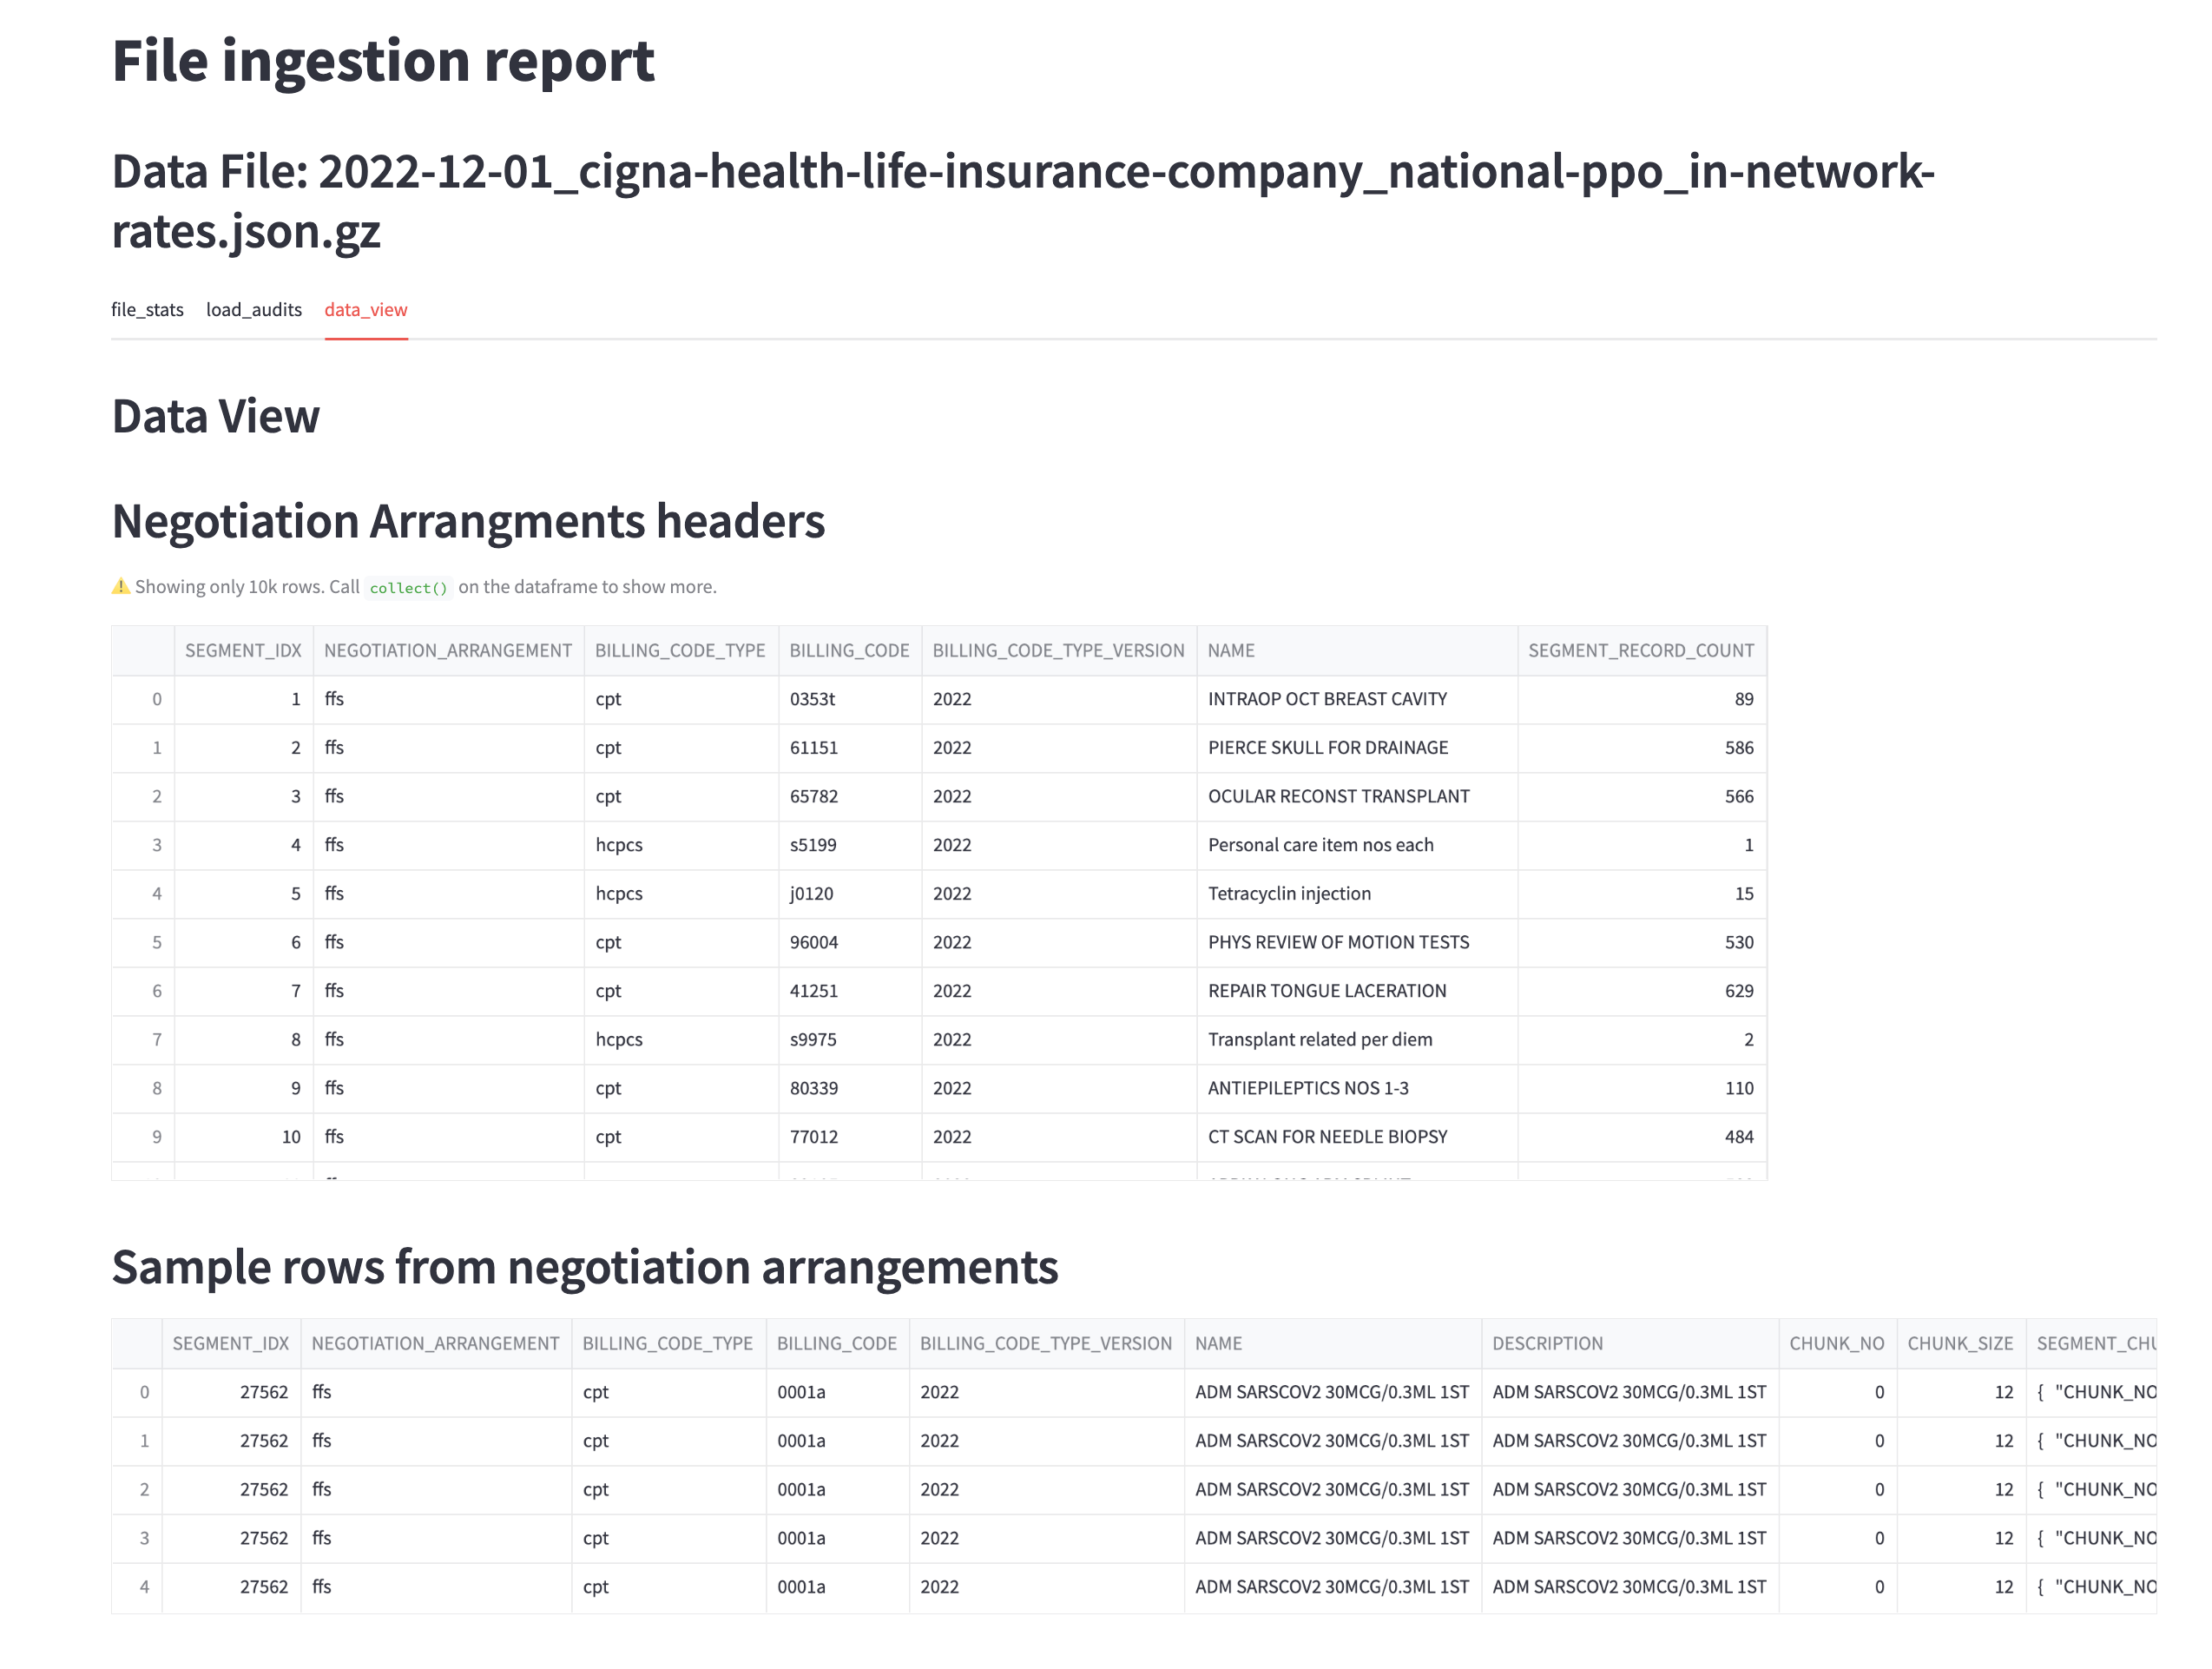 File ingestion report
Data File: 2022-12-01_cigna-health-life-insurance-company_national-ppo_in-network-
rates.json.gz
file_stats load_audits data_view
Data View
Negotiation Arrangments headers
⚠️ Showing only 10k rows. Call collect() on the dataframe to show more.
SEGMENT_IDX NEGOTIATION_ARRANGEMENT BILLING_CODE_TYPE BILLING_CODE BILLING_CODE_TYPE_VERSION NAME SEGMENT_RECORD_COUNT
0 1 ffs cpt 0353t 2022 INTRAOP OCT BREAST CAVITY 89
1 2 ffs cpt 61151 2022 PIERCE SKULL FOR DRAINAGE 586
2 3 ffs cpt 65782 2022 OCULAR RECONST TRANSPLANT 566
3 4 ffs hcpcs s5199 2022 Personal care item nos each 1
4 5 ffs hcpcs j0120 2022 Tetracyclin injection 15
5 6 ffs cpt 96004 2022 PHYS REVIEW OF MOTION TESTS 530
6 7 ffs cpt 41251 2022 REPAIR TONGUE LACERATION 629
7 8 ffs hcpcs s9975 2022 Transplant related per diem 2
8 9 ffs cpt 80339 2022 ANTIEPILEPTICS NOS 1-3 110
9 10 ffs cpt 77012 2022 CT SCAN FOR NEEDLE BIOPSY 484
Sample rows from negotiation arrangements
SEGMENT_IDX NEGOTIATION_ARRANGEMENT BILLING_CODE_TYPE BILLING_CODE BILLING_CODE_TYPE_VERSION NAME DESCRIPTION CHUNK_NO CHUNK_SIZE SEGMENT_CHU
0 27562 ffs cpt 0001a 2022 ADM SARSCOV2 30MCG/0.3ML 1ST ADM SARSCOV2 30MCG/0.3ML 1ST 0 12 { "CHUNK_NO
1 27562 ffs cpt 0001a 2022 ADM SARSCOV2 30MCG/0.3ML 1ST ADM SARSCOV2 30MCG/0.3ML 1ST 0 12 { "CHUNK_NO
2 27562 ffs cpt 0001a 2022 ADM SARSCOV2 30MCG/0.3ML 1ST ADM SARSCOV2 30MCG/0.3ML 1ST 0 12 { "CHUNK_NO
3 27562 ffs cpt 0001a 2022 ADM SARSCOV2 30MCG/0.3ML 1ST ADM SARSCOV2 30MCG/0.3ML 1ST 0 12 { "CHUNK_NO
4 27562 ffs cpt 0001a 2022 ADM SARSCOV2 30MCG/0.3ML 1ST ADM SARSCOV2 30MCG/0.3ML 1ST 0 12 { "CHUNK_NO